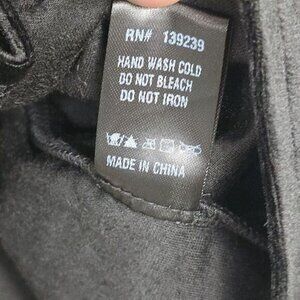 RN# 139239
HAND WASH COLD
DO NOT BLEACH
DO NOT IRON
MADE IN CHINA